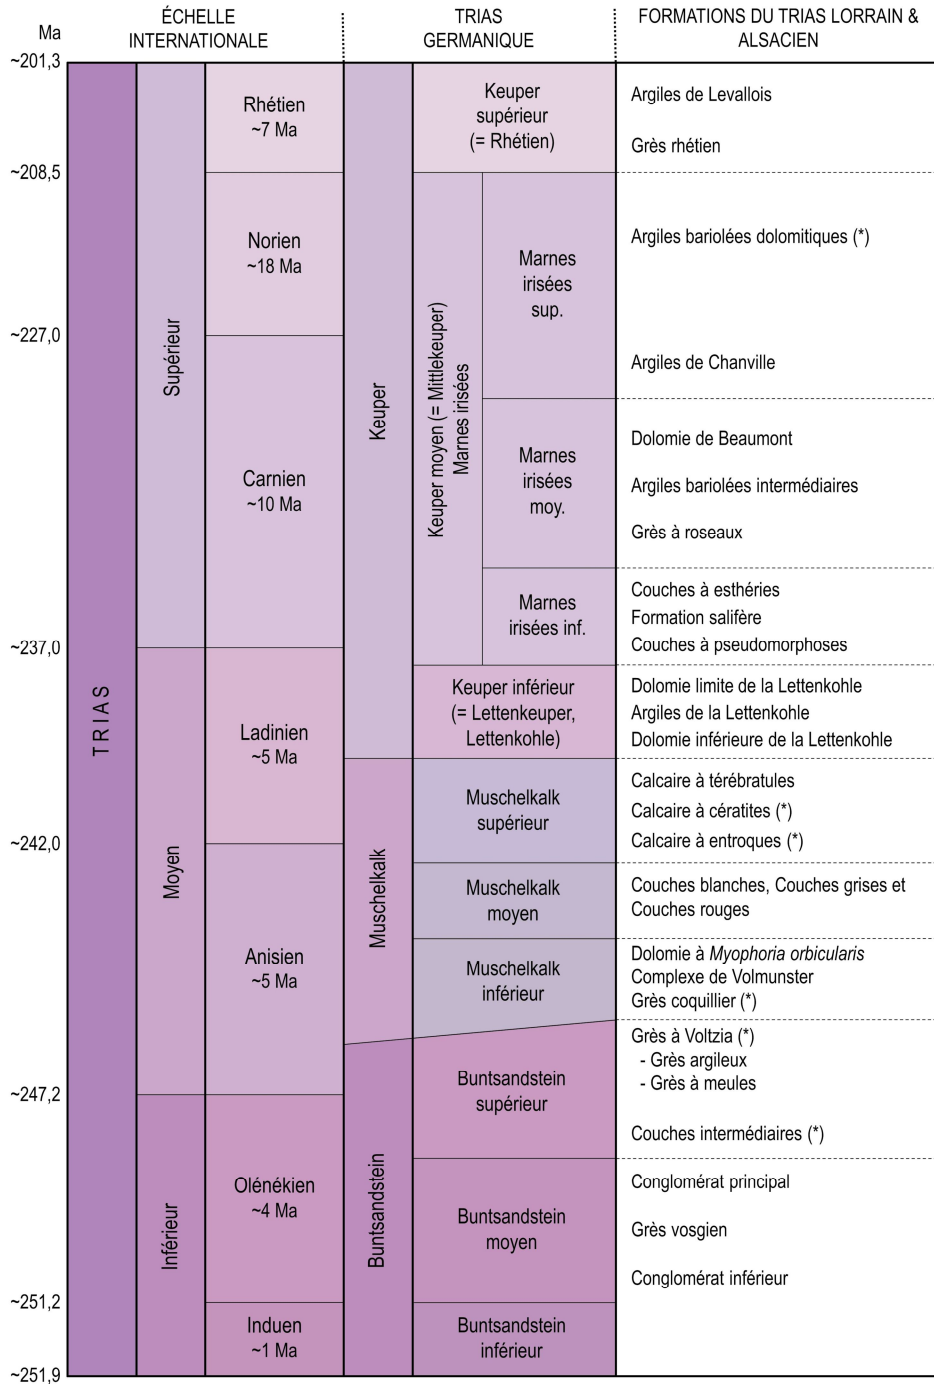 ÉCHELLE
INTERNATIONALE
TRIAS
GERMANIQUE
FORMATIONS DU TRIAS LORRAIN &
ALSACIEN
Ma
~201,3
~208,5
~227,0
~237,0
~242,0
~247,2
~251,2
~251,9
TRIAS
Supérieur
Moyen
Inférieur
Rhétien
~7 Ma
Norien
~18 Ma
Carnien
~10 Ma
Ladinien
~5 Ma
Anisien
~5 Ma
Olénékien
~4 Ma
Induen
~1 Ma
Keuper
Muschelkalk
Buntsandstein
Keuper
supérieur
(= Rhétien)
Keuper moyen (= Mittlekeuper)
Marnes irisées
Marnes
irisées
sup.
Marnes
irisées
moy.
Marnes
irisées inf.
Keuper inférieur
(= Lettenkeuper,
Lettenkohle)
Muschelkalk
supérieur
Muschelkalk
moyen
Muschelkalk
inférieur
Buntsandstein
supérieur
Buntsandstein
moyen
Buntsandstein
inférieur
Argiles de Levallois
Grès rhétien
Argiles bariolées dolomitiques (*)
Argiles de Chanville
Dolomie de Beaumont
Argiles bariolées intermédiaires
Grès à roseaux
Couches à esthéries
Formation salifère
Couches à pseudomorphoses
Dolomie limite de la Lettenkohle
Argiles de la Lettenkohle
Dolomie inférieure de la Lettenkohle
Calcaire à térébratules
Calcaire à cératites (*)
Calcaire à entroques (*)
Couches blanches, Couches grises et
Couches rouges
Dolomie à Myophoria orbicularis
Complexe de Volmunster
Grès coquillier (*)
Grès à Voltzia (*)
- Grès argileux
- Grès à meules
Couches intermédiaires (*)
Conglomérat principal
Grès vosgien
Conglomérat inférieur